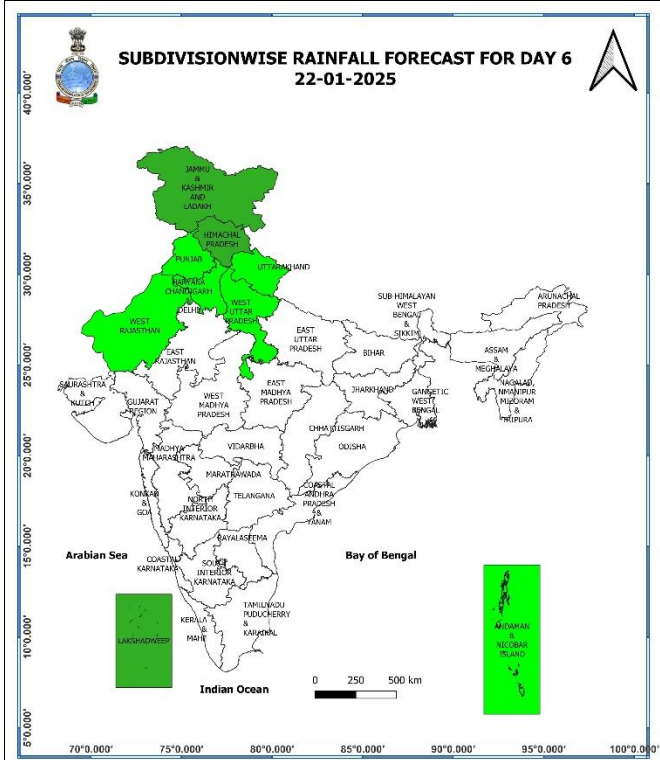 SUBDIVISIONWISE RAINFALL FORECAST FOR DAY 6
22-01-2025
40°0.000'
35°0.000'
30°0.000'
25°0.000'
20°0.000'
15°0.000'
10°0.000'
5°0.000'
JAMMU
&
KASHMIR
AND
LADAKH
HIMACHAL
PRADESH
PUNJAB
UTTARAKHAND
HARYANA
CHANDIGARH
DELHI
WEST
UTTAR
PRADESH
WEST
RAJASTHAN
EAST
RAJASTHAN
EAST
UTTAR
PRADESH
SUB HIMALAYAN
WEST
BENGAL
&
SIKKIM
ARUNACHAL
PRADESH
BIHAR
ASSAM
&
MEGHALAYA
NAGALAD,
NMANIPUR
MIZORAM
&
TRIPURA
SAURASHTRA
&
KUTCH
GUJARAT
REGION
WEST
MADHYA
PRADESH
EAST
MADHYA
PRADESH
JHARKHAND
GANGETIC
WEST
BENGAL
CHHATTISGARH
ODISHA
MADHYA
MAHARASHTRA
VIDARBHA
MARATHWADA
KONKAN
&
GOA
NORTH
INTERIOR
KARNATAKA
TELANGANA
COASTAL
ANDHRA
PRADESH
&
YANAM
RAYALASEEMA
Arabian Sea
Bay of Bengal
COASTAL
KARNATAKA
SOUTH
INTERIOR
KARNATAKA
KERALA
&
MAHE
TAMILNADU
PUDUCHERRY
&
KARAIKAL
LAKSHADWEEP
ANDAMAN
&
NICOBAR
ISLAND
Indian Ocean
0 250 500 km
70°0.000' 75°0.000' 80°0.000' 85°0.000' 90°0.000' 95°0.000' 100°0.000'